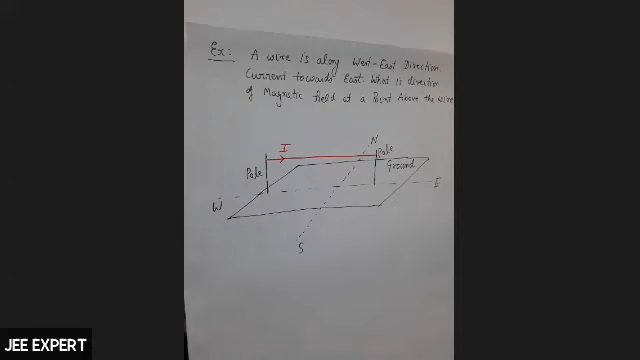 Ex: A wire is along West-East Direction.
Current towards East. What is direction
of Magnetic field at a Point Above the wire
N
I
Pole
Pole
Ground
W
E
S
JEE EXPERT